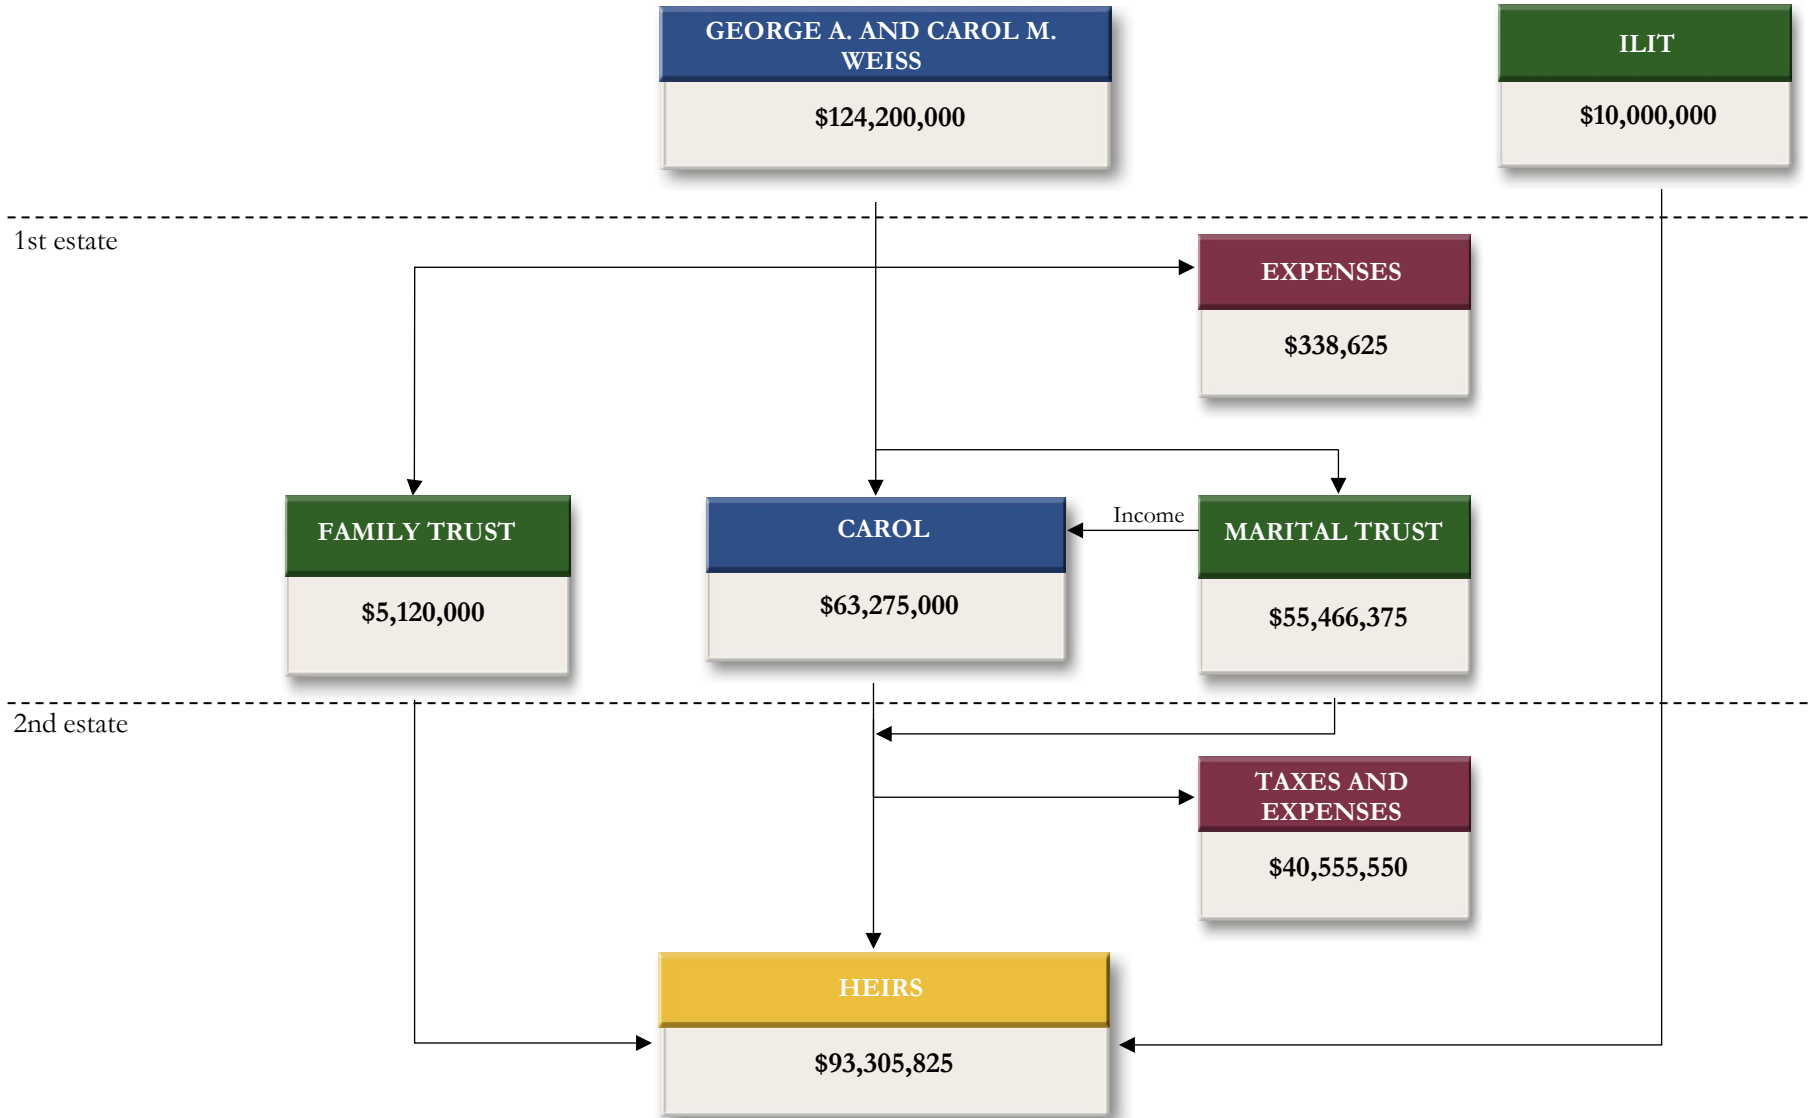 GEORGE A. AND CAROL M.
WEISS
$124,200,000
ILIT
$10,000,000
1st estate
EXPENSES
$338,625
FAMILY TRUST
$5,120,000
CAROL
$63,275,000
Income
MARITAL TRUST
$55,466,375
2nd estate
TAXES AND
EXPENSES
$40,555,550
HEIRS
$93,305,825